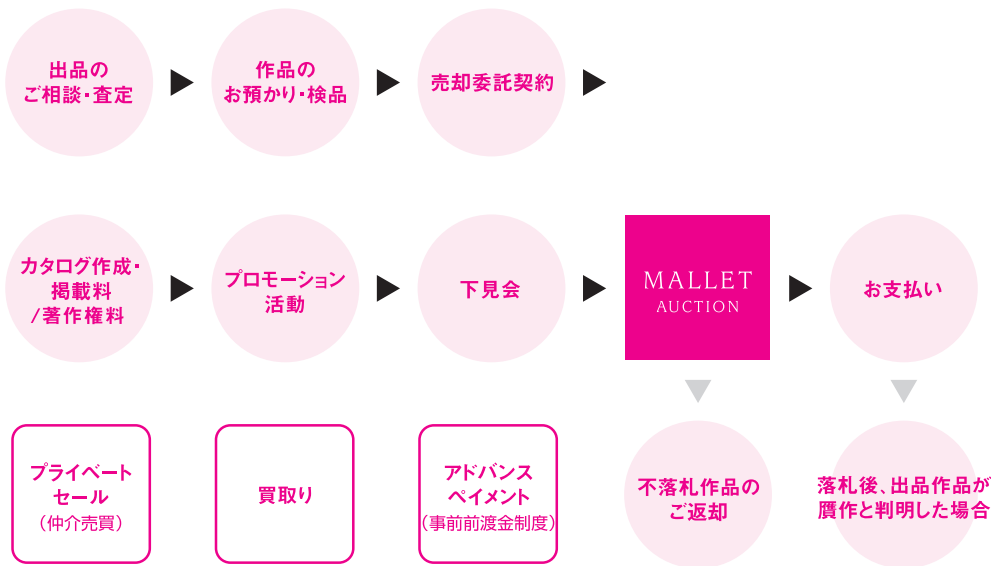 出品の
ご相談・査定
作品の
お預かり・検品
売却委託契約
カタログ作成・
掲載料
/著作権料
プロモーション
活動
下見会
MALLET
AUCTION
お支払い
プライベート
セール
（仲介売買）
買取り
アドバンス
ペイメント
（事前前渡金制度）
不落札作品の
ご返却
落札後、出品作品が
贋作と判明した場合